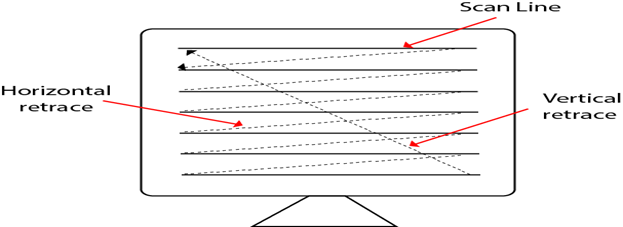 Scan Line
Horizontal
retrace
Vertical
retrace